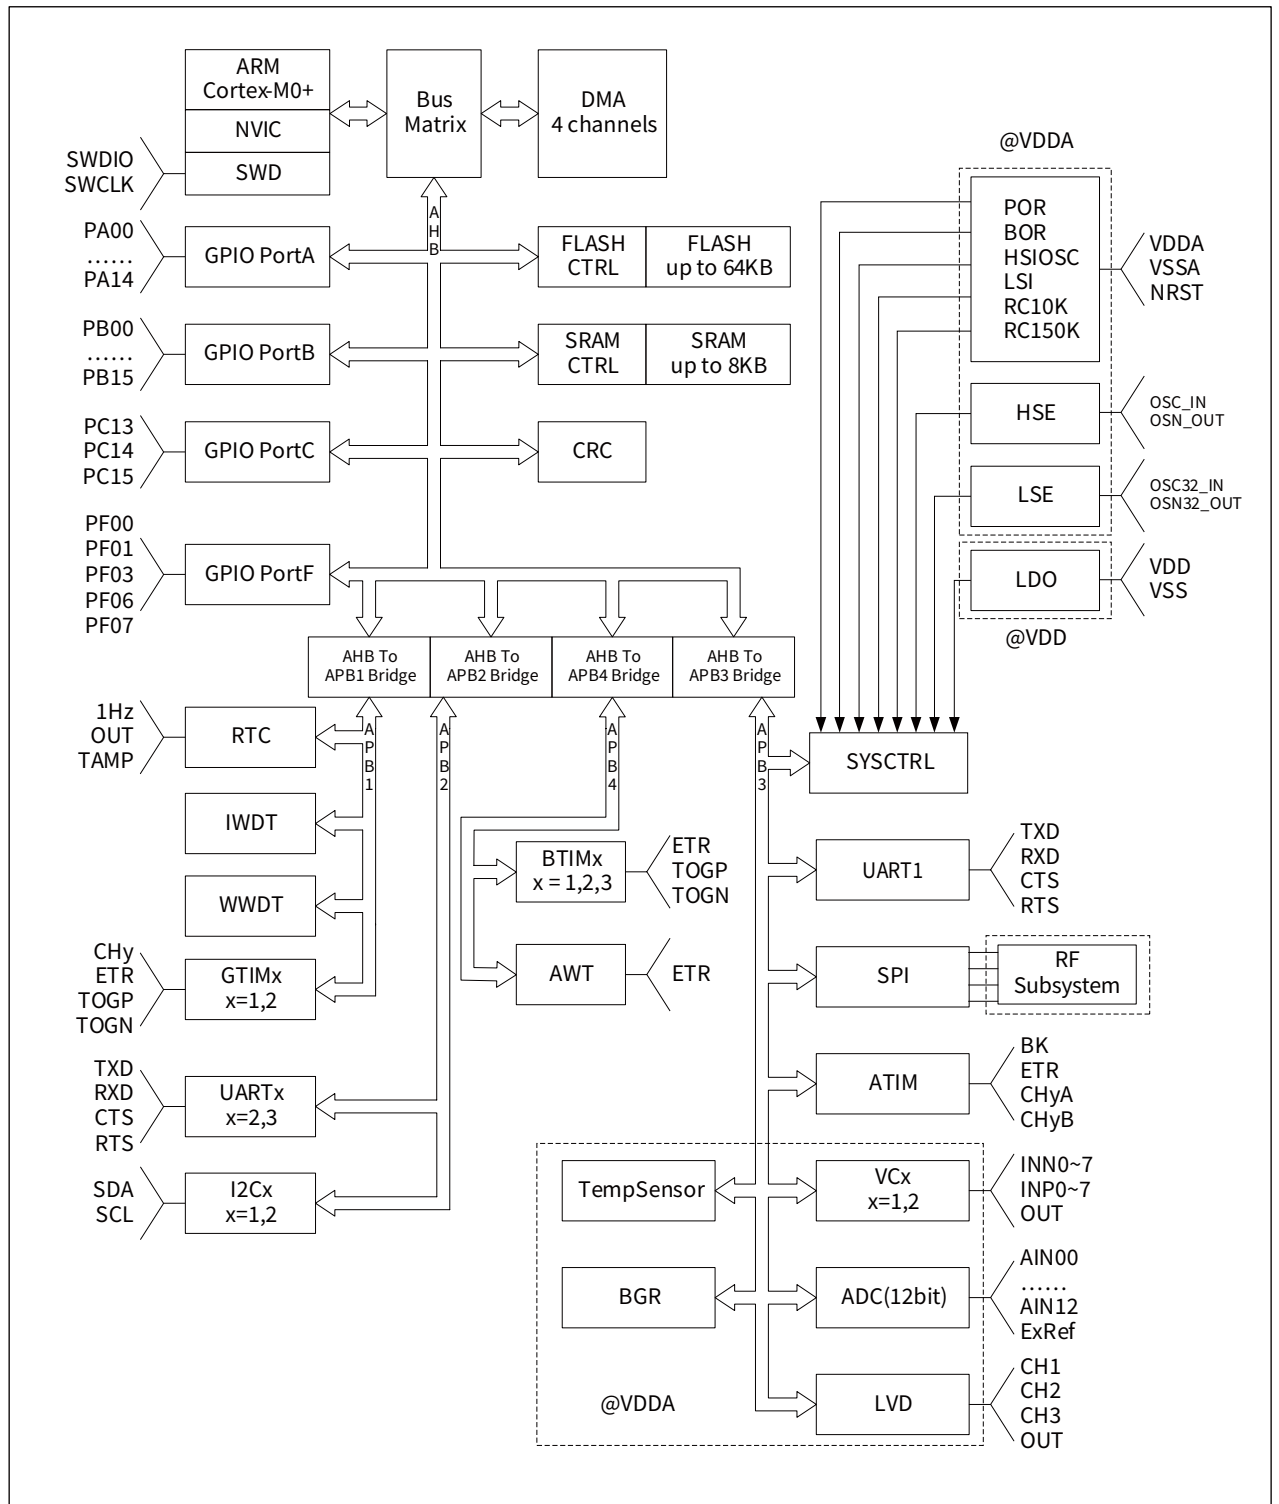 ARM
Cortex-M0+
NVIC
SWD
Bus
Matrix
DMA
4 channels
SWDIO
SWCLK
AHB
@VDDA
POR
BOR
HSIOSC
LSI
RC10K
RC150K
VDDA
VSSA
NRST
PA00
......
PA14
GPIO PortA
FLASH
CTRL
FLASH
up to 64KB
PB00
......
PB15
GPIO PortB
SRAM
CTRL
SRAM
up to 8KB
HSE
OSC_IN
OSN_OUT
PC13
PC14
PC15
GPIO PortC
CRC
LSE
OSC32_IN
OSN32_OUT
PF00
PF01
PF03
PF06
PF07
GPIO PortF
LDO
VDD
VSS
@VDD
AHB To
APB1 Bridge
AHB To
APB2 Bridge
AHB To
APB4 Bridge
AHB To
APB3 Bridge
1Hz
OUT
TAMP
RTC
APB1
APB2
APB4
APB3
SYSCTRL
IWDT
BTIMx
x = 1,2,3
ETR
TOGP
TOGN
UART1
TXD
RXD
CTS
RTS
WWDT
CHy
ETR
TOGP
TOGN
GTIMx
x=1,2
AWT
ETR
SPI
RF
Subsystem
TXD
RXD
CTS
RTS
UARTx
x=2,3
ATIM
BK
ETR
CHyA
CHyB
SDA
SCL
I2Cx
x=1,2
TempSensor
VCx
x=1,2
INN0~7
INP0~7
OUT
BGR
ADC(12bit)
AIN00
......
AIN12
ExRef
@VDDA
LVD
CH1
CH2
CH3
OUT